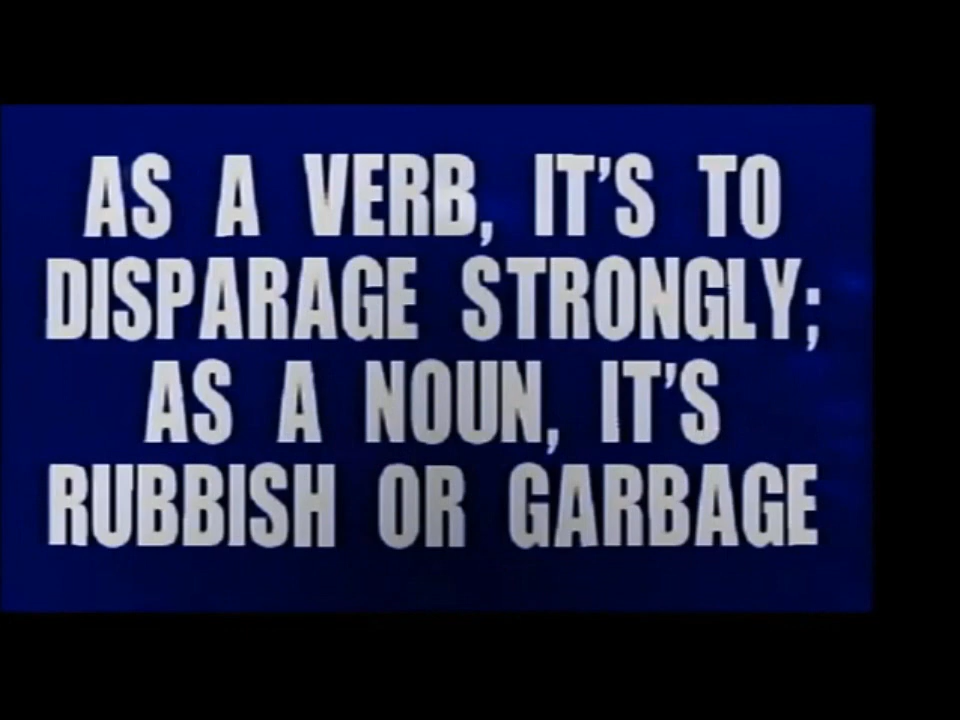 AS A VERB, IT'S TO
DISPARAGE STRONGLY;
AS A NOUN, IT'S
RUBBISH OR GARBAGE